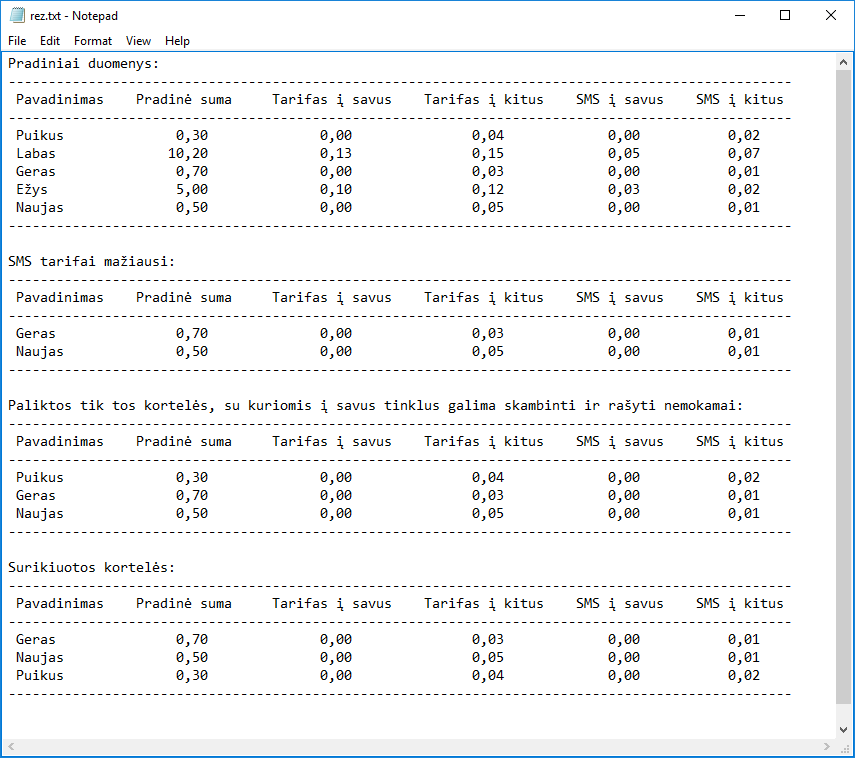 rez.txt - Notepad
File Edit Format View Help
Pradiniai duomenys:
--------------------------------------------------------------------------------------------------
 Pavadinimas    Pradinė suma     Tarifas į savus    Tarifas į kitus    SMS į savus    SMS į kitus
--------------------------------------------------------------------------------------------------
 Puikus              0,30              0,00               0,04             0,00           0,02
 Labas              10,20              0,13               0,15             0,05           0,07
 Geras               0,70              0,00               0,03             0,00           0,01
 Ežys                5,00              0,10               0,12             0,03           0,02
 Naujas              0,50              0,00               0,05             0,00           0,01
--------------------------------------------------------------------------------------------------
SMS tarifai mažiausi:
--------------------------------------------------------------------------------------------------
 Pavadinimas    Pradinė suma     Tarifas į savus    Tarifas į kitus    SMS į savus    SMS į kitus
--------------------------------------------------------------------------------------------------
 Geras               0,70              0,00               0,03             0,00           0,01
 Naujas              0,50              0,00               0,05             0,00           0,01
--------------------------------------------------------------------------------------------------
Paliktos tik tos kortelės, su kuriomis į savus tinklus galima skambinti ir rašyti nemokamai:
--------------------------------------------------------------------------------------------------
 Pavadinimas    Pradinė suma     Tarifas į savus    Tarifas į kitus    SMS į savus    SMS į kitus
--------------------------------------------------------------------------------------------------
 Puikus              0,30              0,00               0,04             0,00           0,02
 Geras               0,70              0,00               0,03             0,00           0,01
 Naujas              0,50              0,00               0,05             0,00           0,01
--------------------------------------------------------------------------------------------------
Surikiuotos kortelės:
--------------------------------------------------------------------------------------------------
 Pavadinimas    Pradinė suma     Tarifas į savus    Tarifas į kitus    SMS į savus    SMS į kitus
--------------------------------------------------------------------------------------------------
 Geras               0,70              0,00               0,03             0,00           0,01
 Naujas              0,50              0,00               0,05             0,00           0,01
 Puikus              0,30              0,00               0,04             0,00           0,02
--------------------------------------------------------------------------------------------------